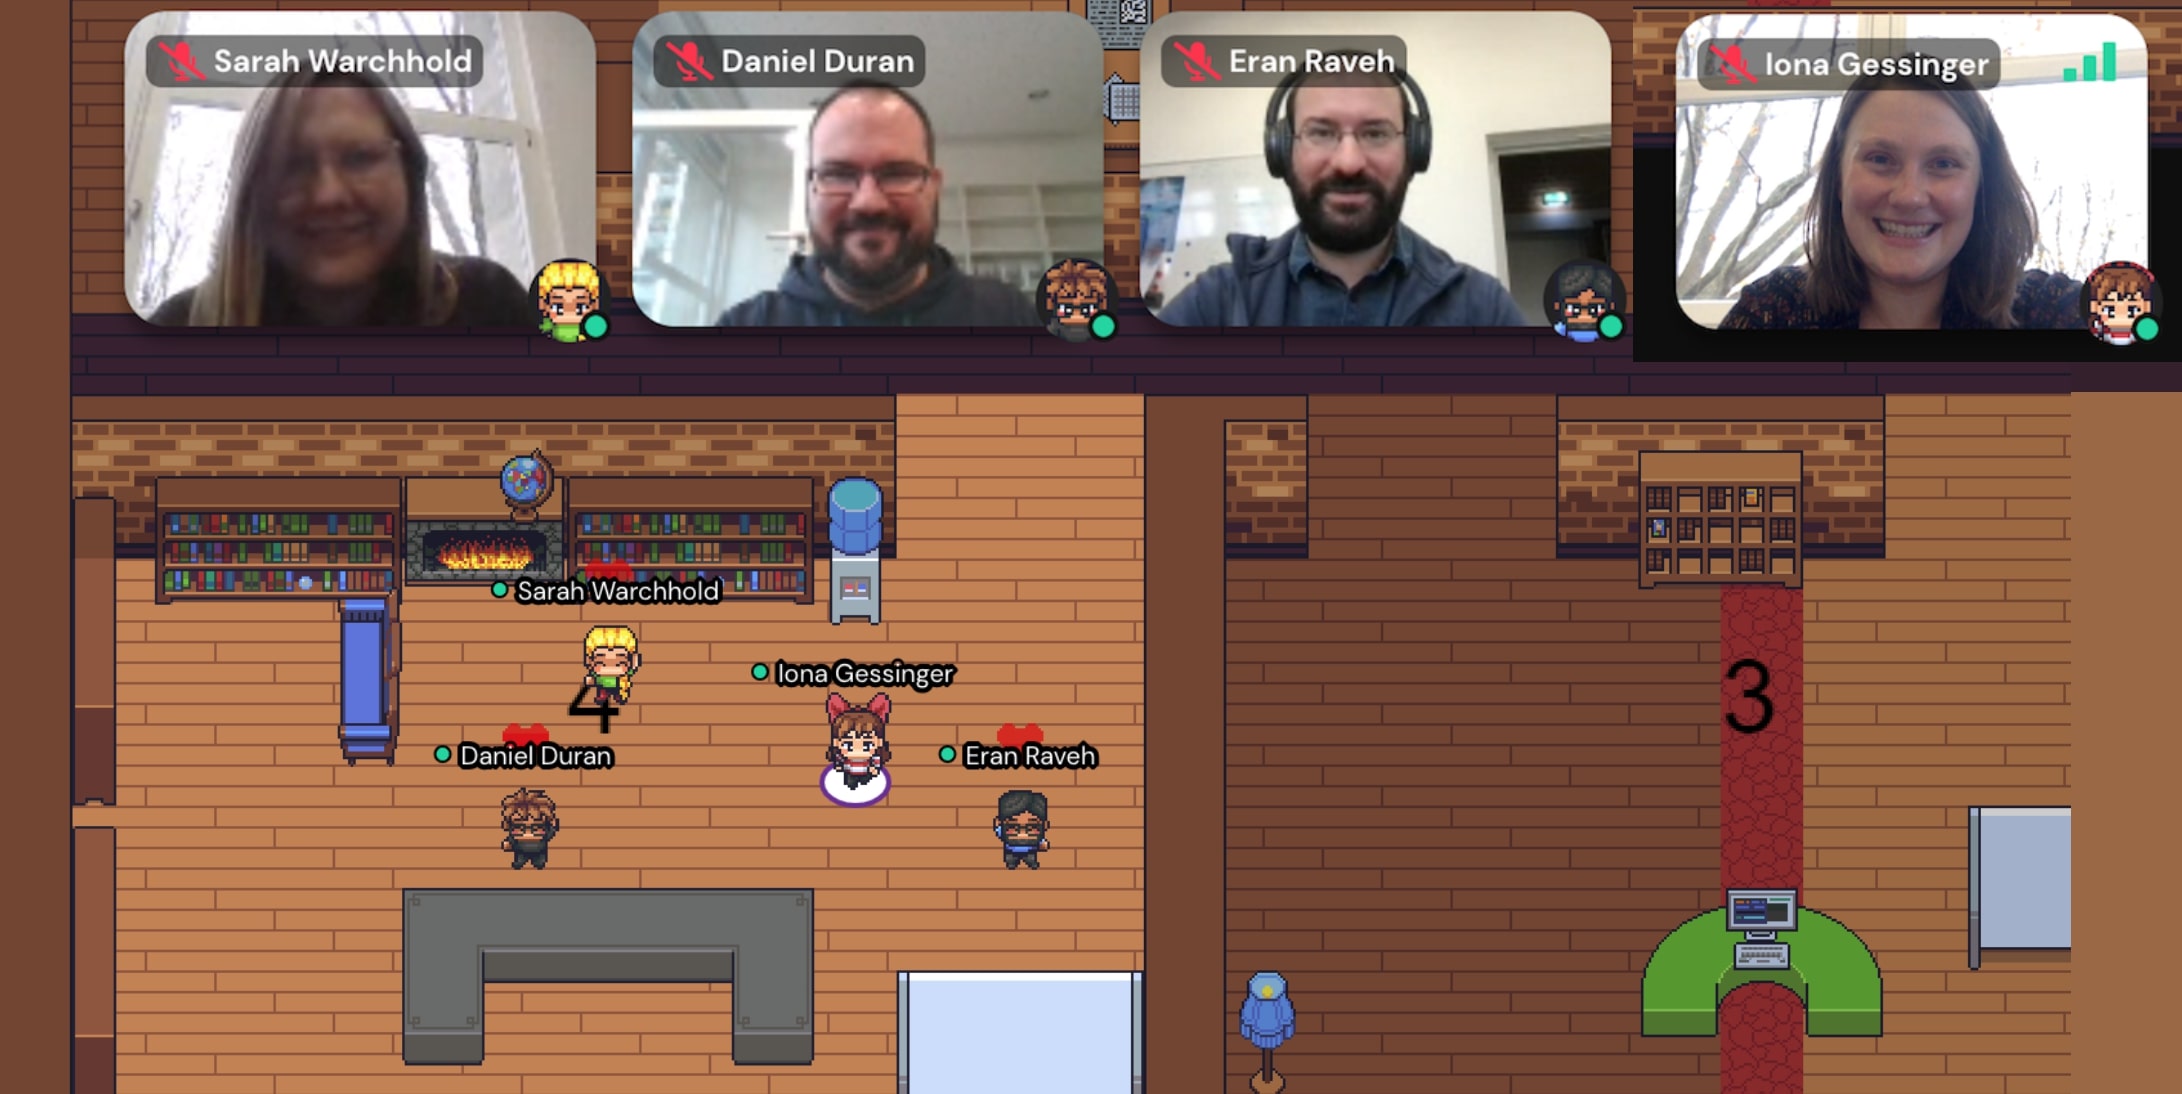 Sarah Warchhold
Daniel Duran
Eran Raveh
Iona Gessinger
Sarah Warchhold
Iona Gessinger
4
3
Daniel Duran
Eran Raveh